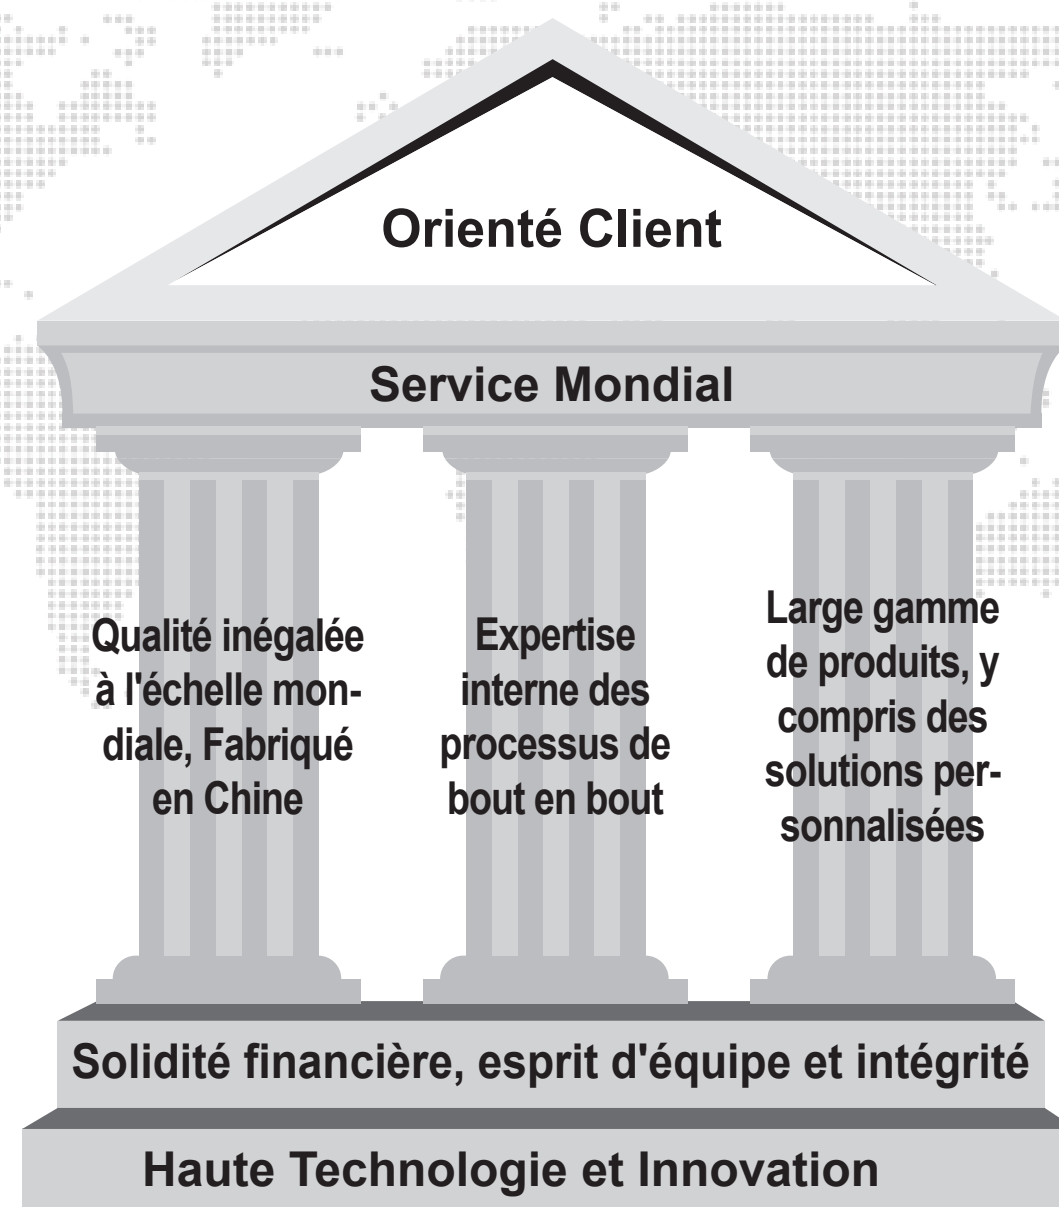 Orienté Client
Service Mondial
Qualité inégalée
à l'échelle mon-
diale, Fabriqué
en Chine
Expertise
interne des
processus de
bout en bout
Large gamme
de produits, y
compris des
solutions per-
sonnalisées
Solidité financière, esprit d'équipe et intégrité
Haute Technologie et Innovation